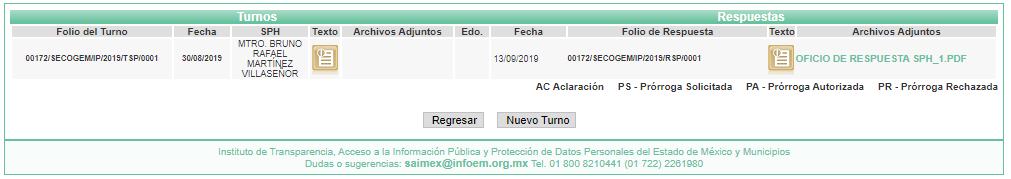 Turnos Respuestas
Folio del Turno Fecha SPH Texto Archivos Adjuntos Edo. Fecha Folio de Respuesta Texto Archivos Adjuntos
00172/SECOGEM/IP/2019/TSP/0001 30/08/2019 MTRO. BRUNO RAFAEL MARTÍNEZ VILLASEÑOR 13/09/2019 00172/SECOGEM/IP/2019/RSP/0001 OFICIO DE RESPUESTA SPH_1.PDF
AC Aclaración PS - Prórroga Solicitada PA - Prórroga Autorizada PR - Prórroga Rechazada
Regresar Nuevo Turno
Instituto de Transparencia, Acceso a la Información Pública y Protección de Datos Personales del Estado de México y Municipios
Dudas o sugerencias: saimex@infoem.org.mx Tel. 01 800 8210441 (01 722) 2261980